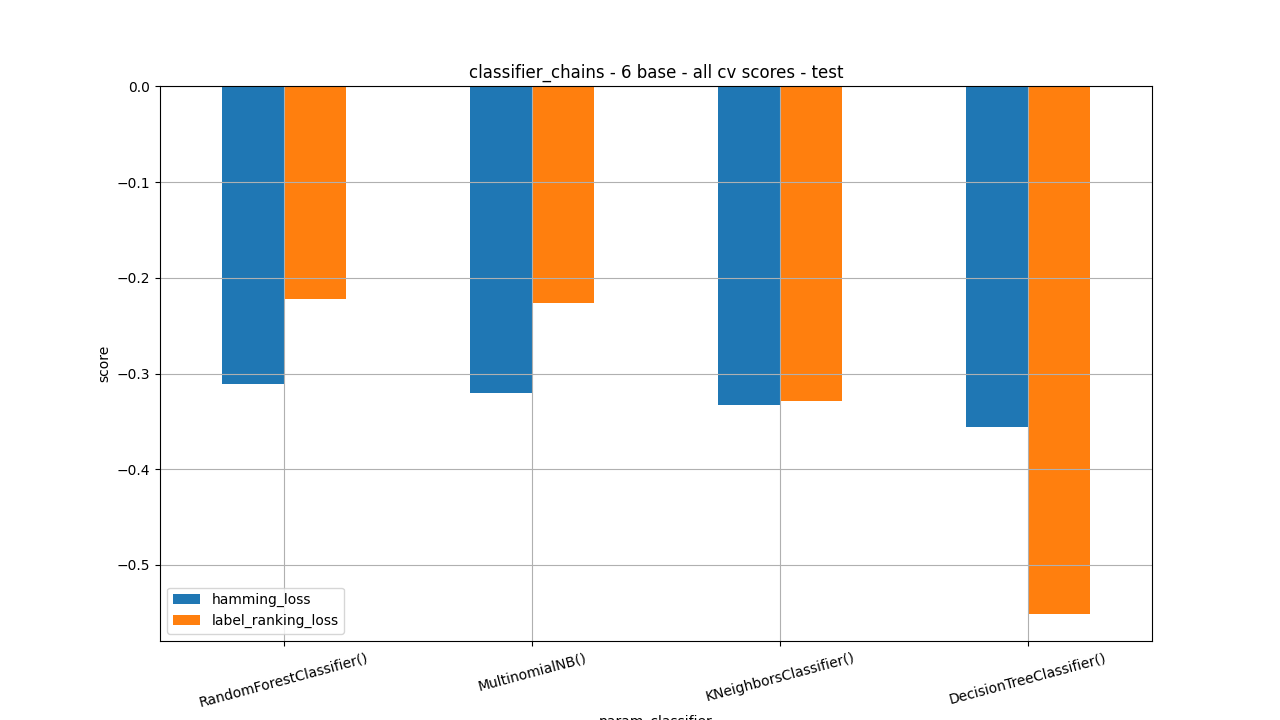 classifier_chains - 6 base - all cv scores - test
0.0
−0.1
−0.2
−0.3
−0.4
−0.5
score
hamming_loss
label_ranking_loss
RandomForestClassifier()
MultinomialNB()
KNeighborsClassifier()
DecisionTreeClassifier()
param_classifier